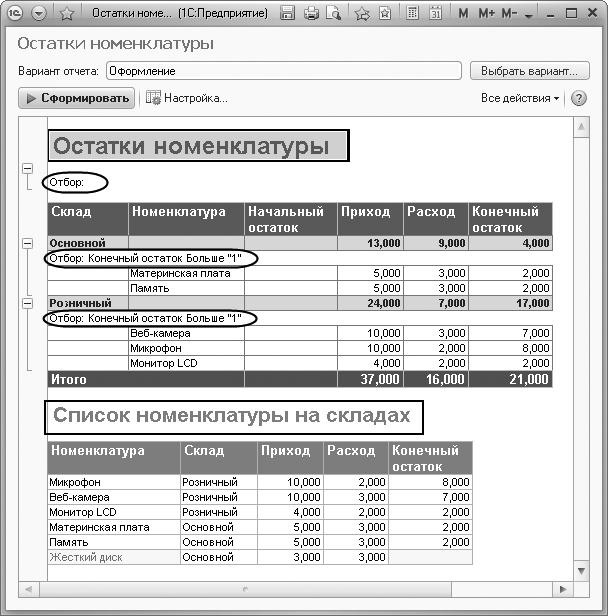 Остатки номе... (1С:Предприятие) M M+ M-
Остатки номенклатуры
Вариант отчета: Оформление Выбрать вариант...
Сформировать Настройка... Все действия
Остатки номенклатуры
Отбор:
Склад Номенклатура Начальный остаток Приход Расход Конечный остаток
Основной 13,000 9,000 4,000
Отбор: Конечный остаток Больше "1"
Материнская плата 5,000 3,000 2,000
Память 5,000 3,000 2,000
Розничный 24,000 7,000 17,000
Отбор: Конечный остаток Больше "1"
Веб-камера 10,000 3,000 7,000
Микрофон 10,000 2,000 8,000
Монитор LCD 4,000 2,000 2,000
Итого 37,000 16,000 21,000
Список номенклатуры на складах
Номенклатура Склад Приход Расход Конечный остаток
Микрофон Розничный 10,000 2,000 8,000
Веб-камера Розничный 10,000 3,000 7,000
Монитор LCD Розничный 4,000 2,000 2,000
Материнская плата Основной 5,000 3,000 2,000
Память Основной 5,000 3,000 2,000
Жесткий диск Основной 3,000 3,000